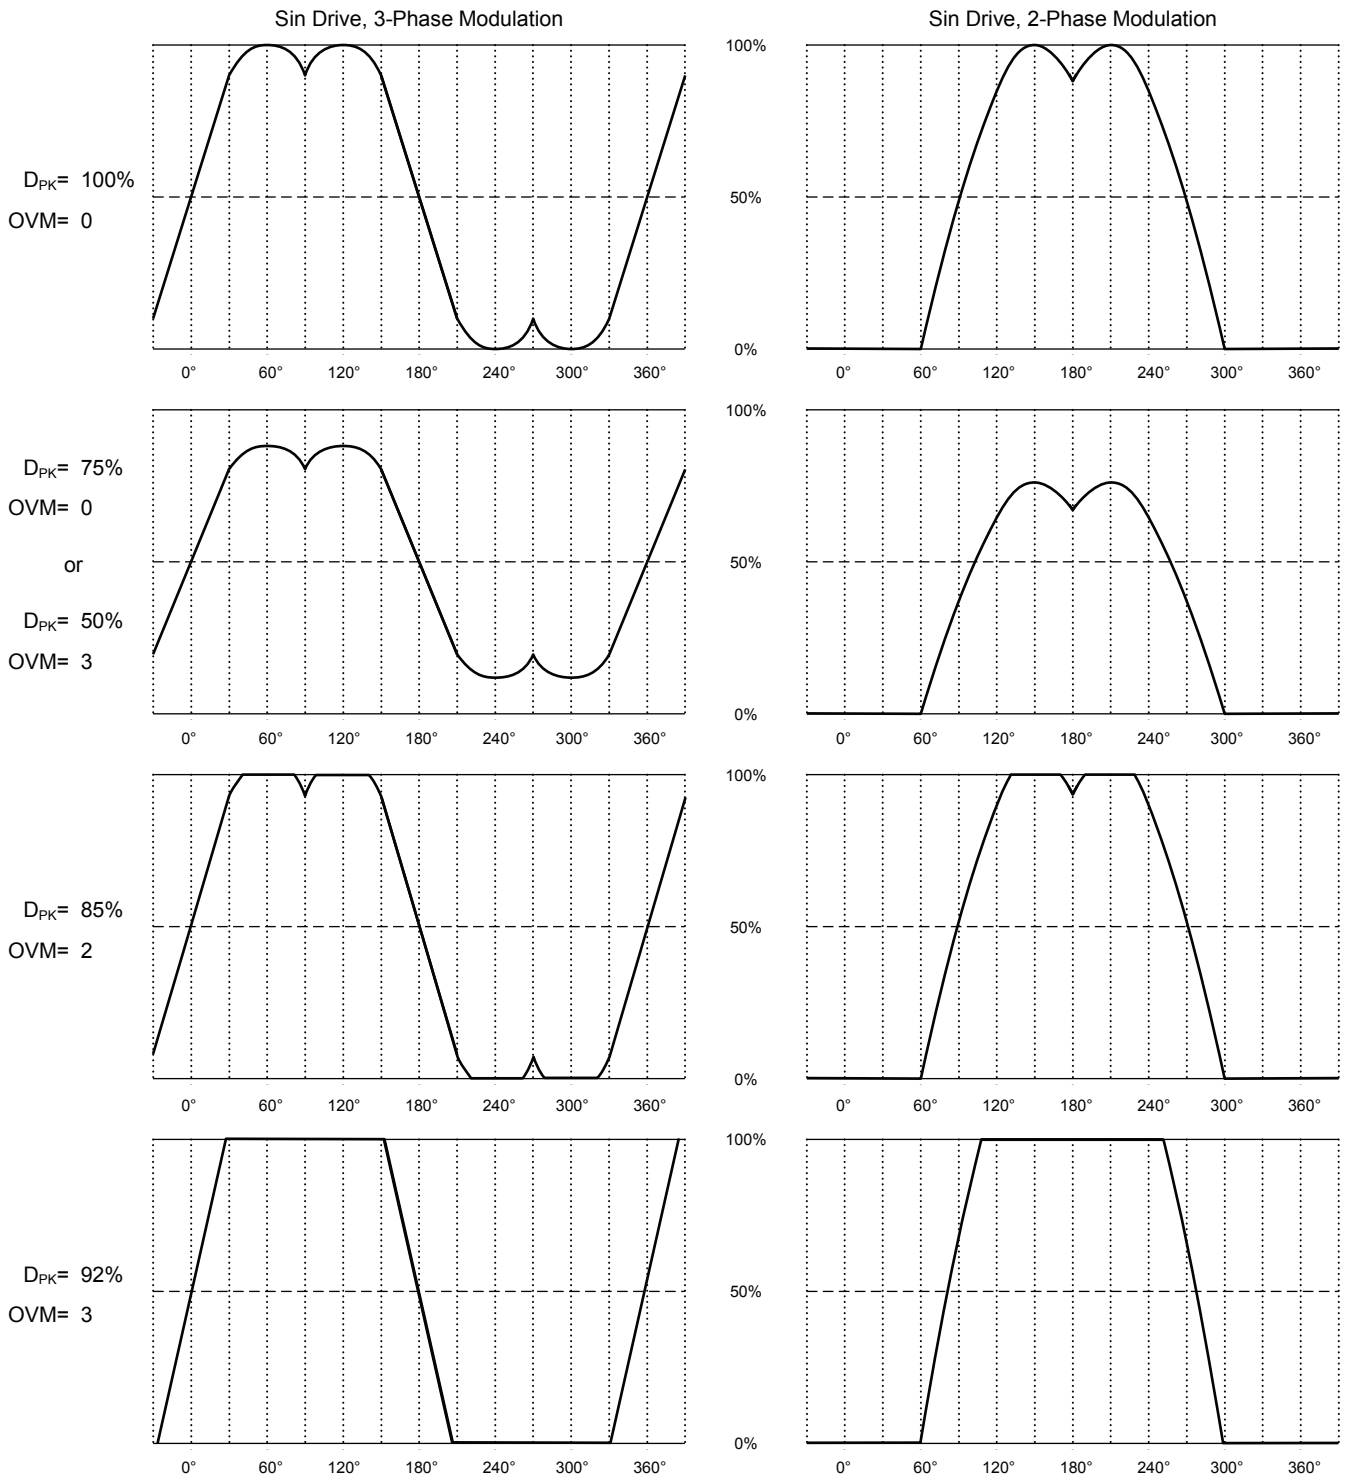 Sin Drive, 3-Phase Modulation
Sin Drive, 2-Phase Modulation
DPK= 100%
OVM= 0
100%
50%
0%
0° 60° 120° 180° 240° 300° 360°
0° 60° 120° 180° 240° 300° 360°
DPK= 75%
OVM= 0
or
DPK= 50%
OVM= 3
100%
50%
0%
0° 60° 120° 180° 240° 300° 360°
0° 60° 120° 180° 240° 300° 360°
DPK= 85%
OVM= 2
100%
50%
0%
0° 60° 120° 180° 240° 300° 360°
0° 60° 120° 180° 240° 300° 360°
DPK= 92%
OVM= 3
100%
50%
0%
0° 60° 120° 180° 240° 300° 360°
0° 60° 120° 180° 240° 300° 360°